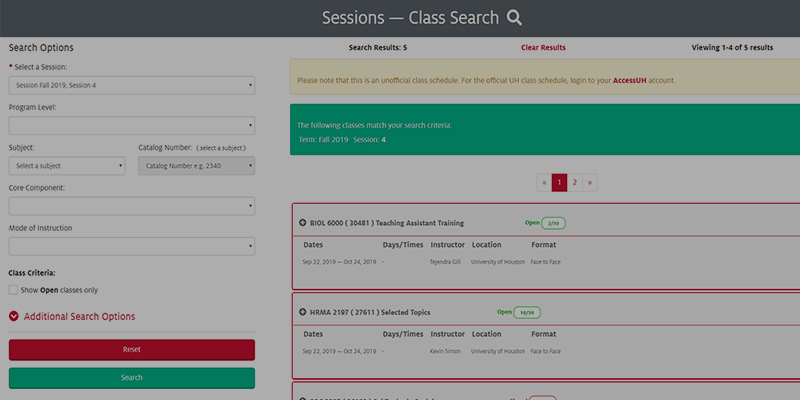 Sessions — Class Search
Search Options
* Select a Session:
Session Fall 2019, Session 4
Program Level:
Subject:
Catalog Number: ( select a subject )
Select a subject
Catalog Number e.g. 2340
Core Component:
Mode of Instruction
Class Criteria:
Show Open classes only
Additional Search Options
Reset
Search
Search Results: 5
Clear Results
Viewing 1-4 of 5 results
Please note that this is an unofficial class schedule. For the official UH class schedule, login to your AccessUH account.
The following classes match your search criteria:
Term: Fall 2019 Session: 4
« 1 2 »
BIOL 6000 ( 30481 ) Teaching Assistant Training Open 2/10
Dates Days/Times Instructor Location Format
Sep 22, 2019 — Oct 24, 2019 - Tejendra Gill University of Houston Face to Face
HRMA 2197 ( 27611 ) Selected Topics Open 10/30
Dates Days/Times Instructor Location Format
Sep 22, 2019 — Oct 24, 2019 - Kevin Simon University of Houston Face to Face